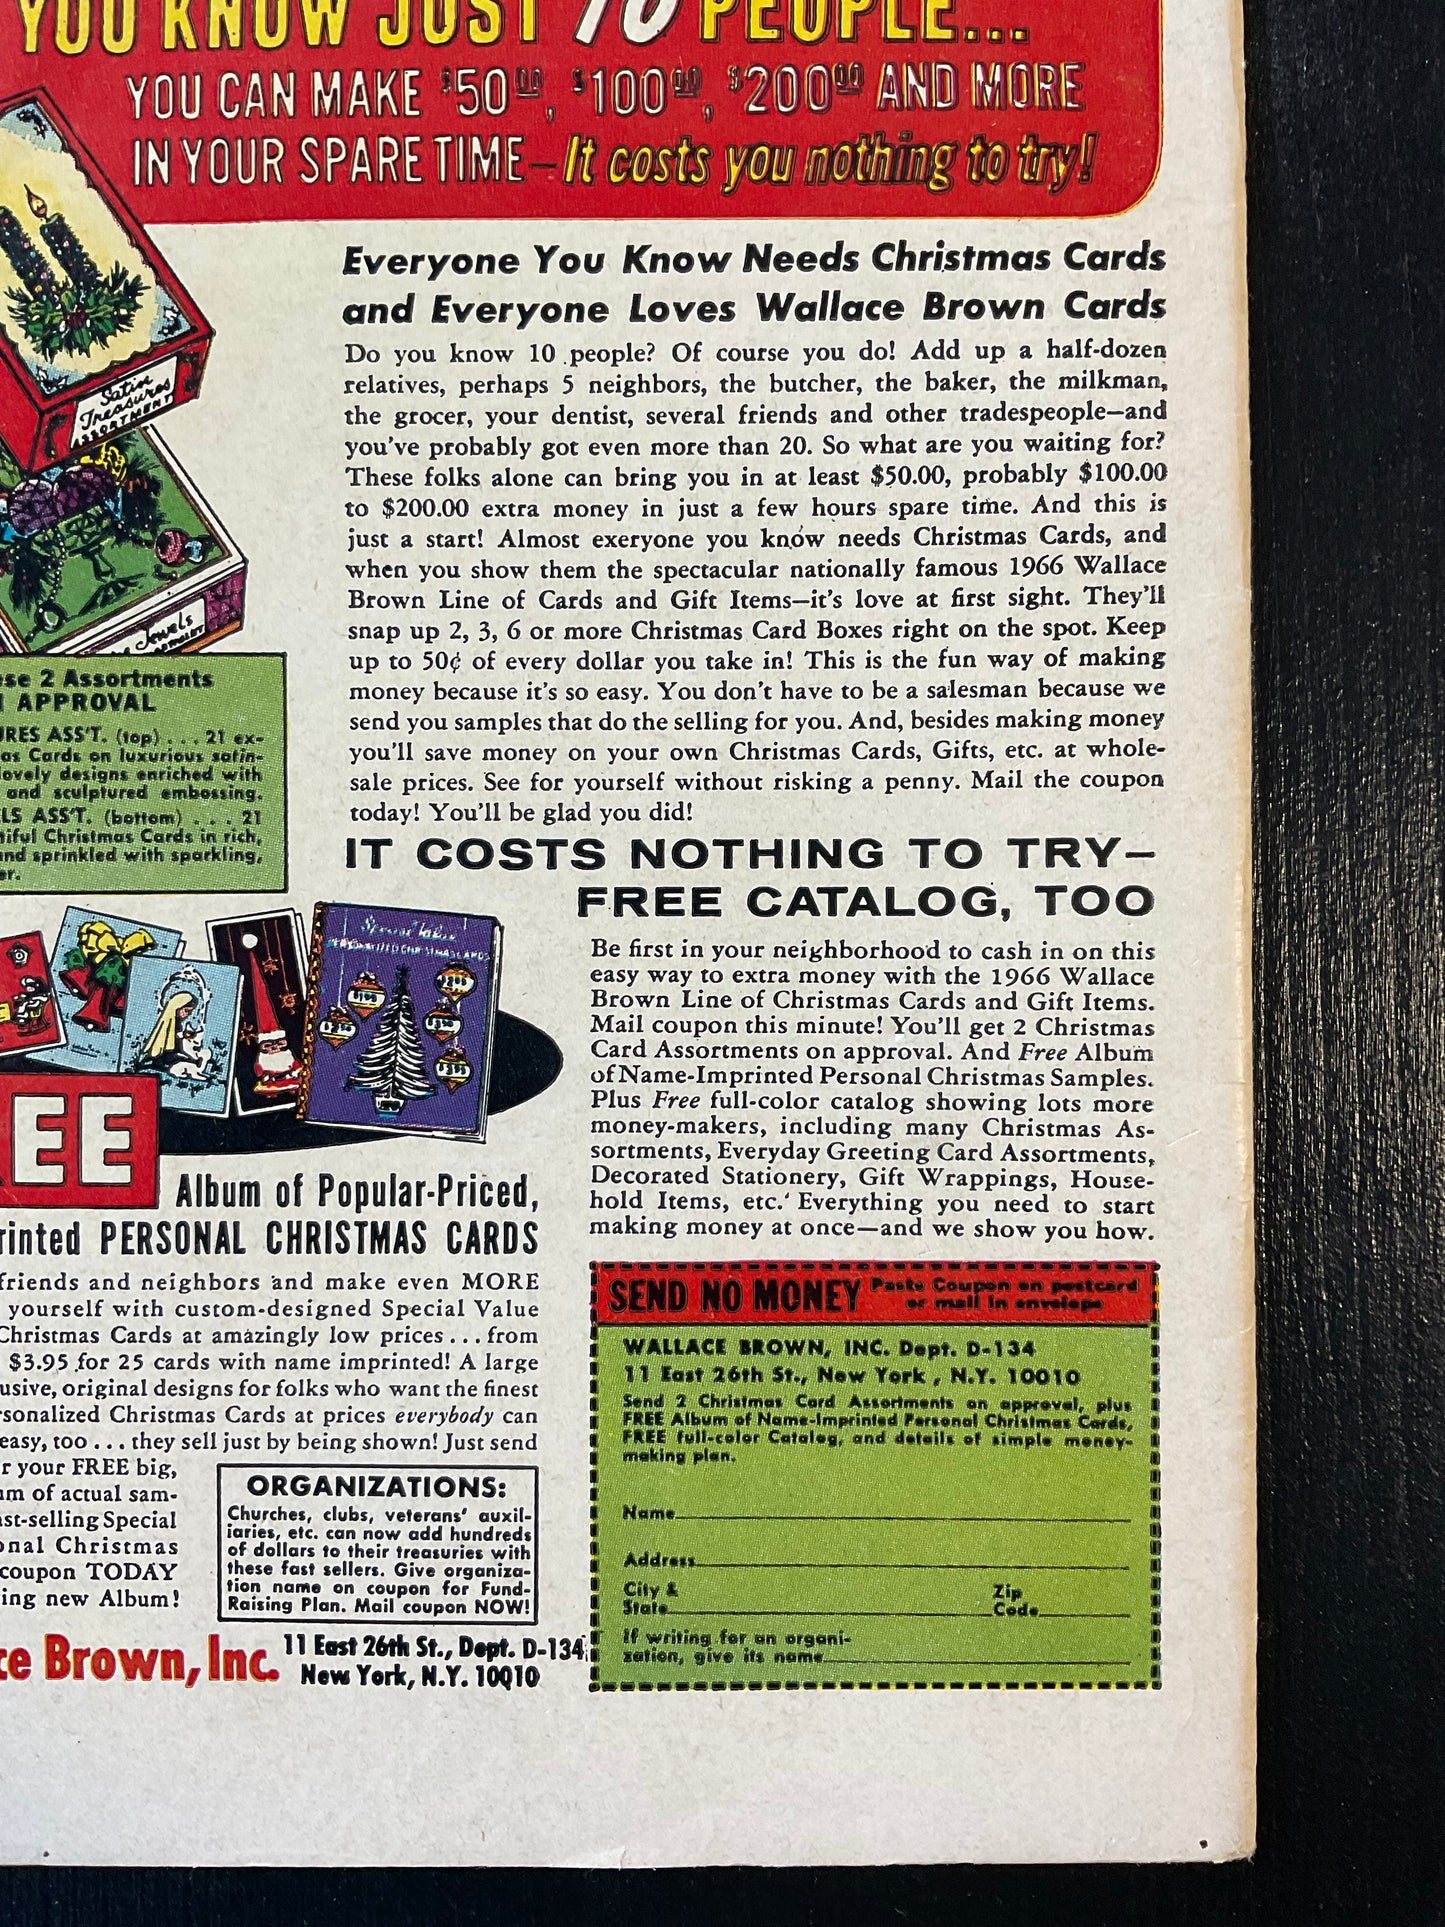 YOU KNOW JUST 10 PEOPLE...
YOU CAN MAKE $50.00, $100.00, $200.00 AND MORE
IN YOUR SPARE TIME—It costs you nothing to try!
Satin
Treasures
ASSORTMENT
Jewels
Everyone You Know Needs Christmas Cards
and Everyone Loves Wallace Brown Cards
Do you know 10 people? Of course you do! Add up a half-dozen
relatives, perhaps 5 neighbors, the butcher, the baker, the milkman,
the grocer, your dentist, several friends and other tradespeople—and
you've probably got even more than 20. So what are you waiting for?
These folks alone can bring you in at least $50.00, probably $100.00
to $200.00 extra money in just a few hours spare time. And this is
just a start! Almost exeryone you know needs Christmas Cards, and
when you show them the spectacular nationally famous 1966 Wallace
Brown Line of Cards and Gift Items—it's love at first sight. They'll
snap up 2, 3, 6 or more Christmas Card Boxes right on the spot. Keep
up to 50¢ of every dollar you take in! This is the fun way of making
money because it's so easy. You don't have to be a salesman because we
send you samples that do the selling for you. And, besides making money
you'll save money on your own Christmas Cards, Gifts, etc. at whole-
sale prices. See for yourself without risking a penny. Mail the coupon
today! You'll be glad you did!
se 2 Assortments
APPROVAL
RES ASS'T. (top) . . . 21 ex-
as Cards on luxurious satin-
lovely designs enriched with
and sculptured embossing.
LS ASS'T. (bottom) . . . 21
tiful Christmas Cards in rich,
nd sprinkled with sparkling,
er.
IT COSTS NOTHING TO TRY—
FREE CATALOG, TOO
Be first in your neighborhood to cash in on this
easy way to extra money with the 1966 Wallace
Brown Line of Christmas Cards and Gift Items.
Mail coupon this minute! You'll get 2 Christmas
Card Assortments on approval. And Free Album
of Name-Imprinted Personal Christmas Samples.
Plus Free full-color catalog showing lots more
money-makers, including many Christmas As-
sortments, Everyday Greeting Card Assortments,
Decorated Stationery, Gift Wrappings, House-
hold Items, etc. Everything you need to start
making money at once—and we show you how.
Special Value
PERSONALIZED CHRISTMAS CARDS
EE
Album of Popular-Priced,
rinted PERSONAL CHRISTMAS CARDS
friends and neighbors and make even MORE
yourself with custom-designed Special Value
Christmas Cards at amazingly low prices . . . from
$3.95 for 25 cards with name imprinted! A large
usive, original designs for folks who want the finest
rsonalized Christmas Cards at prices everybody can
easy, too . . . they sell just by being shown! Just send
r your FREE big,
um of actual sam-
st-selling Special
onal Christmas
coupon TODAY
ing new Album!
ORGANIZATIONS:
Churches, clubs, veterans' auxil-
iaries, etc. can now add hundreds
of dollars to their treasuries with
these fast sellers. Give organiza-
tion name on coupon for Fund-
Raising Plan. Mail coupon NOW!
ce Brown, Inc.
11 East 26th St., Dept. D-134,
New York, N.Y. 10010
SEND NO MONEY Paste Coupon on postcard
or mail in envelope
WALLACE BROWN, INC. Dept. D-134
11 East 26th St., New York, N.Y. 10010
Send 2 Christmas Card Assortments on approval, plus
FREE Album of Name-Imprinted Personal Christmas Cards,
FREE full-color Catalog, and details of simple money-
making plan.
Name
Address
City &
State
Zip
Code
If writing for an organi-
zation, give its name